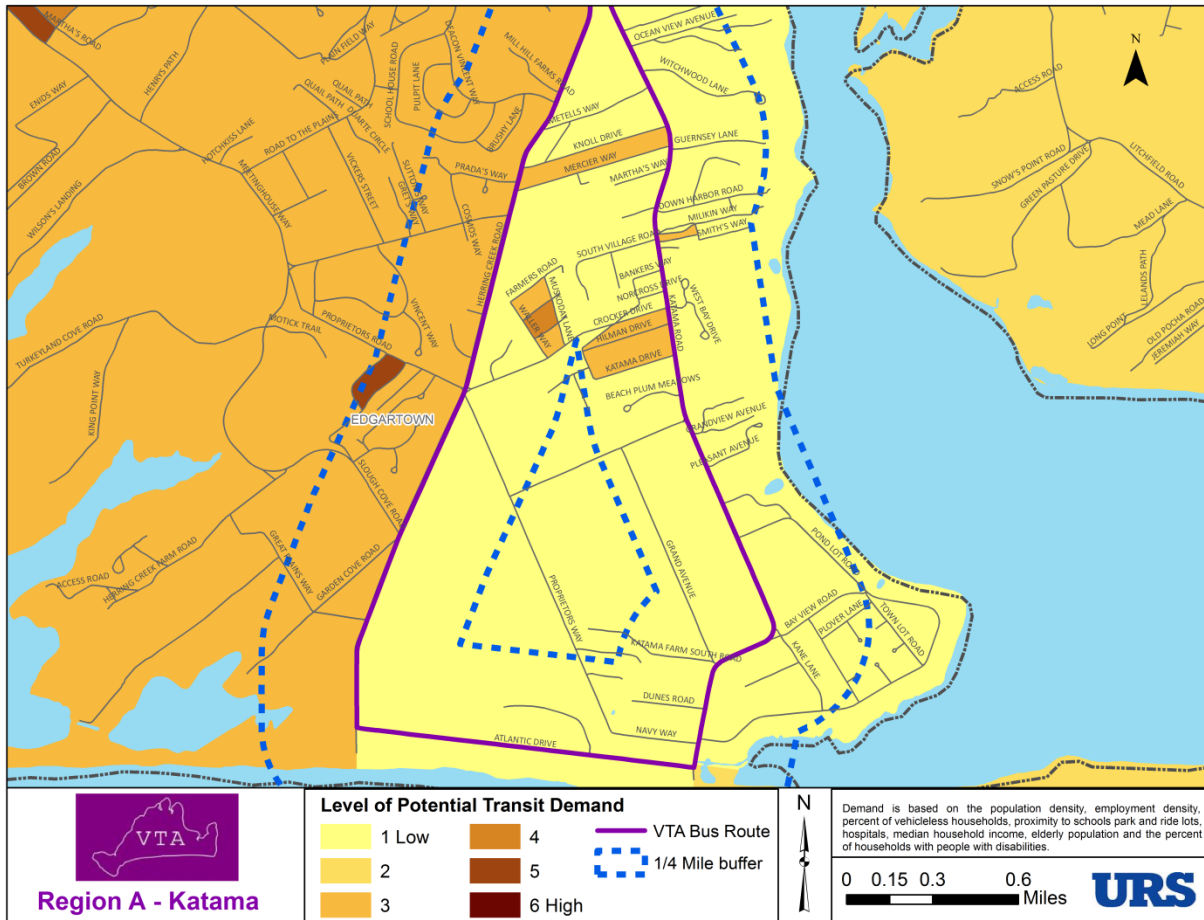 OCEAN VIEW AVENUE
MARTHA'S ROAD
PLAIN FIELD WAY
DEACON VINCENT WAY
MILL HILL FARMS ROAD
HENRYS PATH
ENIDS WAY
WITCHWOOD LANE
ACCESS ROAD
SCHOOL HOUSE ROAD
PULPIT LANE
QUAIL PATH
QUAIL PATH
DUARTE CIRCLE
METELLS WAY
BRUSHY LANE
HOTCHKISS LANE
ROAD TO THE PLAINS
KNOLL DRIVE
GUERNSEY LANE
BROWN ROAD
MEETINGHOUSE WAY
VICKERS STREET
PRADA'S WAY
MERCIER WAY
MARTHA'S WAY
SNOW'S POINT ROAD
GREEN PASTURE DRIVE
LITCHFIELD ROAD
WILSON'S LANDING
COSMOS WAY
DOWN HARBOR ROAD
MILIKIN WAY
SMITH'S WAY
MEAD LANE
SOUTH VILLAGE ROAD
HERRING CREEK ROAD
FARMERS ROAD
MUSKODAY LANE
BANKERS WAY
NORCROSS DRIVE
WEST BAY DRIVE
LELANDS PATH
WALLER WAY
CROCKER DRIVE
HILMAN DRIVE
KATAMA ROAD
KATAMA DRIVE
LONG POINT
OLD POCHA ROAD
JEREMIAH WAY
TURKEYLAND COVE ROAD
PROPRIETORS ROAD
VINCENT WAY
KING POINT WAY
BEACH PLUM MEADOWS
EDGARTOWN
GRANDVIEW AVENUE
PLEASANT AVENUE
SLOUGH COVE ROAD
GREAT PLAINS WAY
GARDEN COVE ROAD
ACCESS ROAD
HERRING CREEK FARM ROAD
GRAND AVENUE
PROPRIETORS WAY
POND LOT ROAD
BAY VIEW ROAD
PLOVER LANE
TOWN LOT ROAD
KANE LANE
KATAMA FARM SOUTH ROAD
DUNES ROAD
NAVY WAY
ATLANTIC DRIVE
N
VTA
Region A - Katama
Level of Potential Transit Demand
1 Low
2
3
4
5
6 High
VTA Bus Route
1/4 Mile buffer
N
Demand is based on the population density, employment density,
percent of vehicleless households, proximity to schools park and ride lots,
hospitals, median household income, elderly population and the percent
of households with people with disabilities.
0 0.15 0.3 0.6
Miles
URS